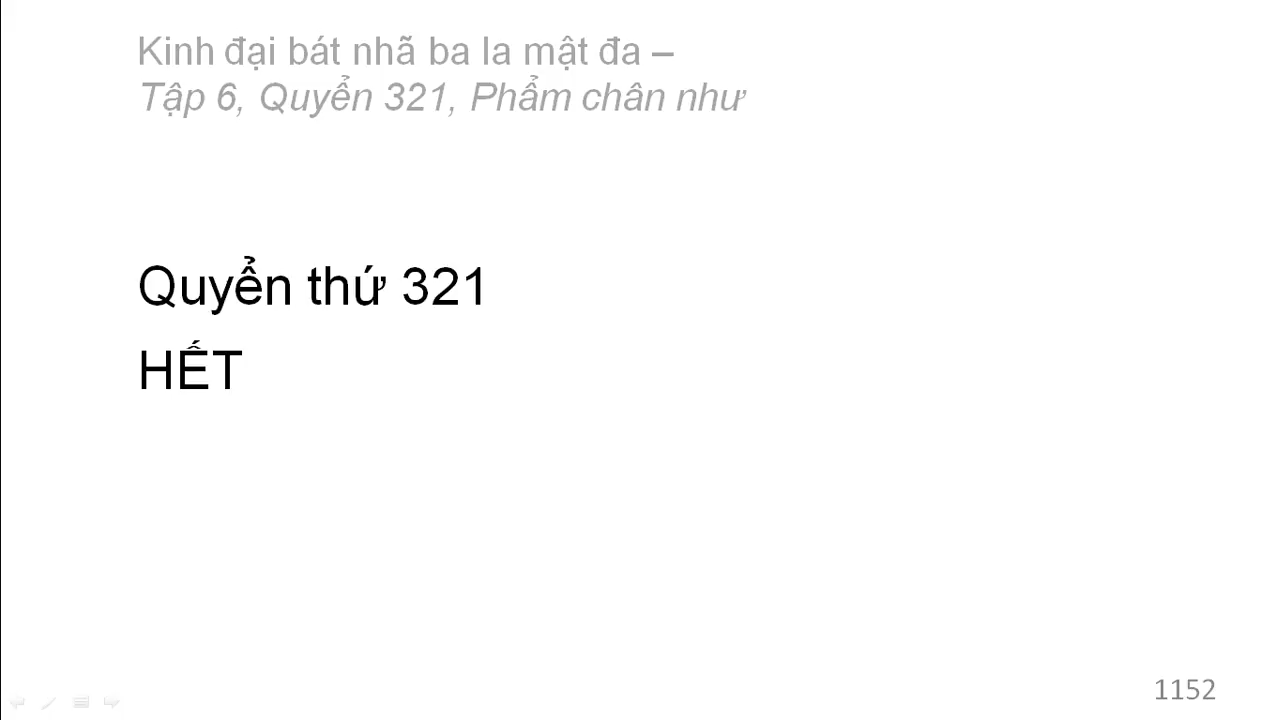 Kinh đại bát nhã ba la mật đa –
Tập 6, Quyển 321, Phẩm chân như
Quyển thứ 321
HẾT
1152